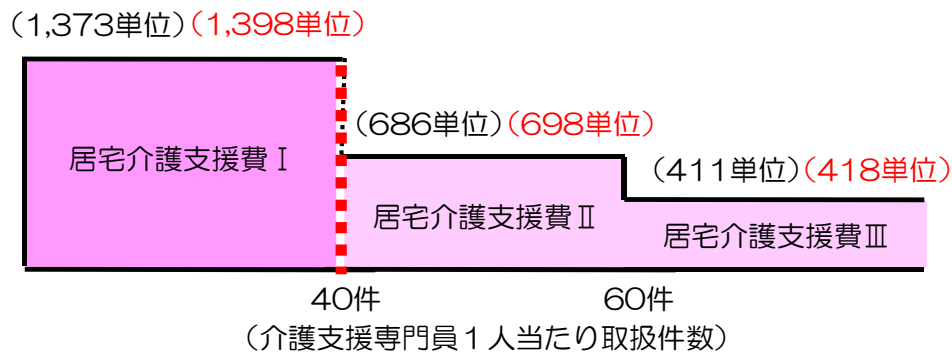 (1,373単位)(1,398単位)
(686単位)(698単位)
(411単位)(418単位)
居宅介護支援費Ⅰ
居宅介護支援費Ⅱ
居宅介護支援費Ⅲ
40件
60件
(介護支援専門員1人当たり取扱件数)